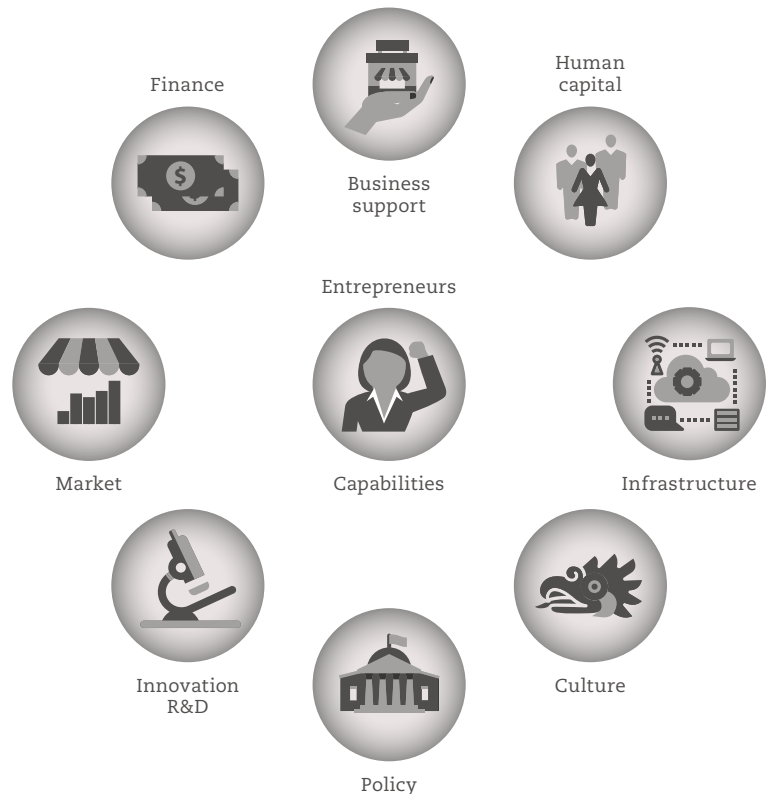 Human
capital
Finance
$
$
Business
support
Entrepreneurs
Market
Capabilities
Infrastructure
Innovation
R&D
Culture
Policy